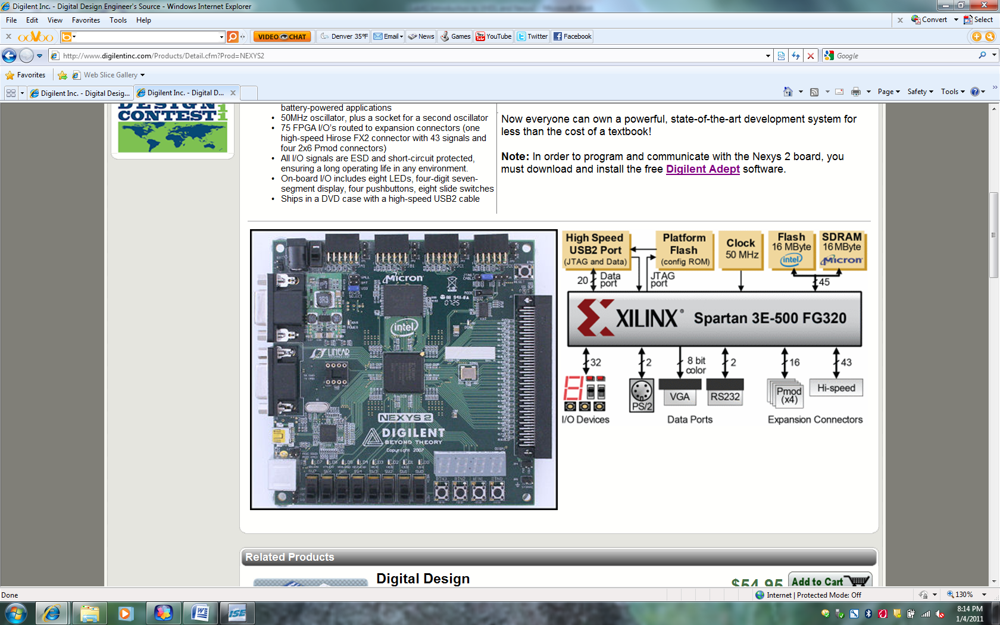 Digilent Inc. - Digital Design Engineer's Source - Windows Internet Explorer
File Edit View Favorites Tools Help
Convert Select
ooVoo
VIDEO CHAT Denver 35°F Email News Games YouTube Twitter Facebook
http://www.digilentinc.com/Products/Detail.cfm?Prod=NEXYS2
Google
Favorites Web Slice Gallery
Digilent Inc. - Digital Desig... Digilent Inc. - Digital D...
Page Safety Tools
DESIGN
CONTEST
battery-powered applications
• 50MHz oscillator, plus a socket for a second oscillator
• 75 FPGA I/O's routed to expansion connectors (one
high-speed Hirose FX2 connector with 43 signals and
four 2x6 Pmod connectors)
• All I/O signals are ESD and short-circuit protected,
ensuring a long operating life in any environment.
• On-board I/O includes eight LEDs, four-digit seven-
segment display, four pushbuttons, eight slide switches
• Ships in a DVD case with a high-speed USB2 cable
Now everyone can own a powerful, state-of-the-art development system for
less than the cost of a textbook!
Note: In order to program and communicate with the Nexys 2 board, you
must download and install the free Digilent Adept software.
Micron
0725
3R3
intel
LINEAR
NEXYS 2
DIGILENT
BEYOND THEORY
Copyright 2007
BTN3 BTN2 BTN1 BTN0
High Speed
USB2 Port
(JTAG and Data)
Platform
Flash
(config ROM)
Clock
50 MHz
Flash
16 MByte
intel
SDRAM
16 MByte
Micron
20 Data
port
JTAG
port
45
XILINX® Spartan 3E-500 FG320
32 2 8 bit
color
2 16 43
PS/2 VGA RS232 Pmod
(x4)
Hi-speed
I/O Devices Data Ports Expansion Connectors
Related Products
Digital Design
$54.95
Add to Cart
Done
Internet | Protected Mode: Off
130%
ISE
8:14 PM
1/4/2011